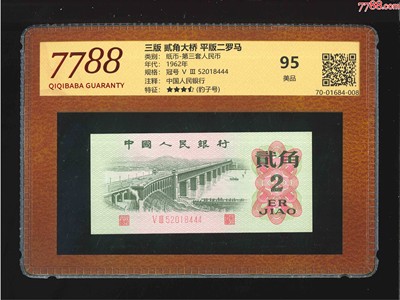 7788.com
7788
QIQIBABA GUARANTY
三版 贰角大桥 平版二罗马
类别: 纸币-第三套人民币
年代: 1962年
规格: 冠号 V Ⅲ 52018444
注释: 中国人民银行
特征: ★★★⯪ (豹子号)
95
美品
70-01684-008
中國人民銀行
貳角
2
ER
JIAO
V Ⅲ 52018444